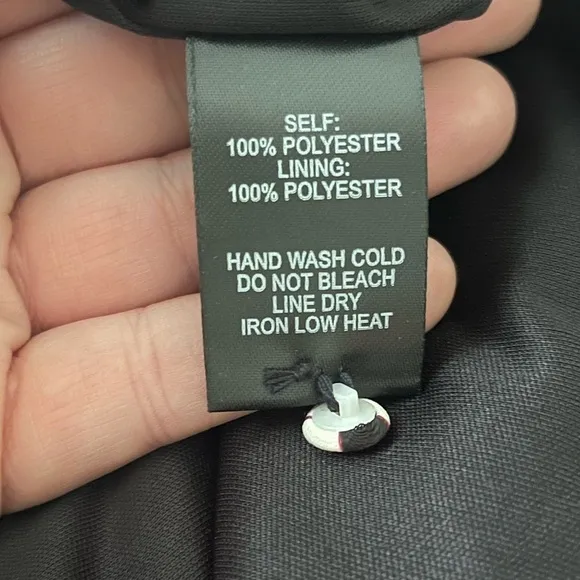 SELF:
100% POLYESTER
LINING:
100% POLYESTER
HAND WASH COLD
DO NOT BLEACH
LINE DRY
IRON LOW HEAT